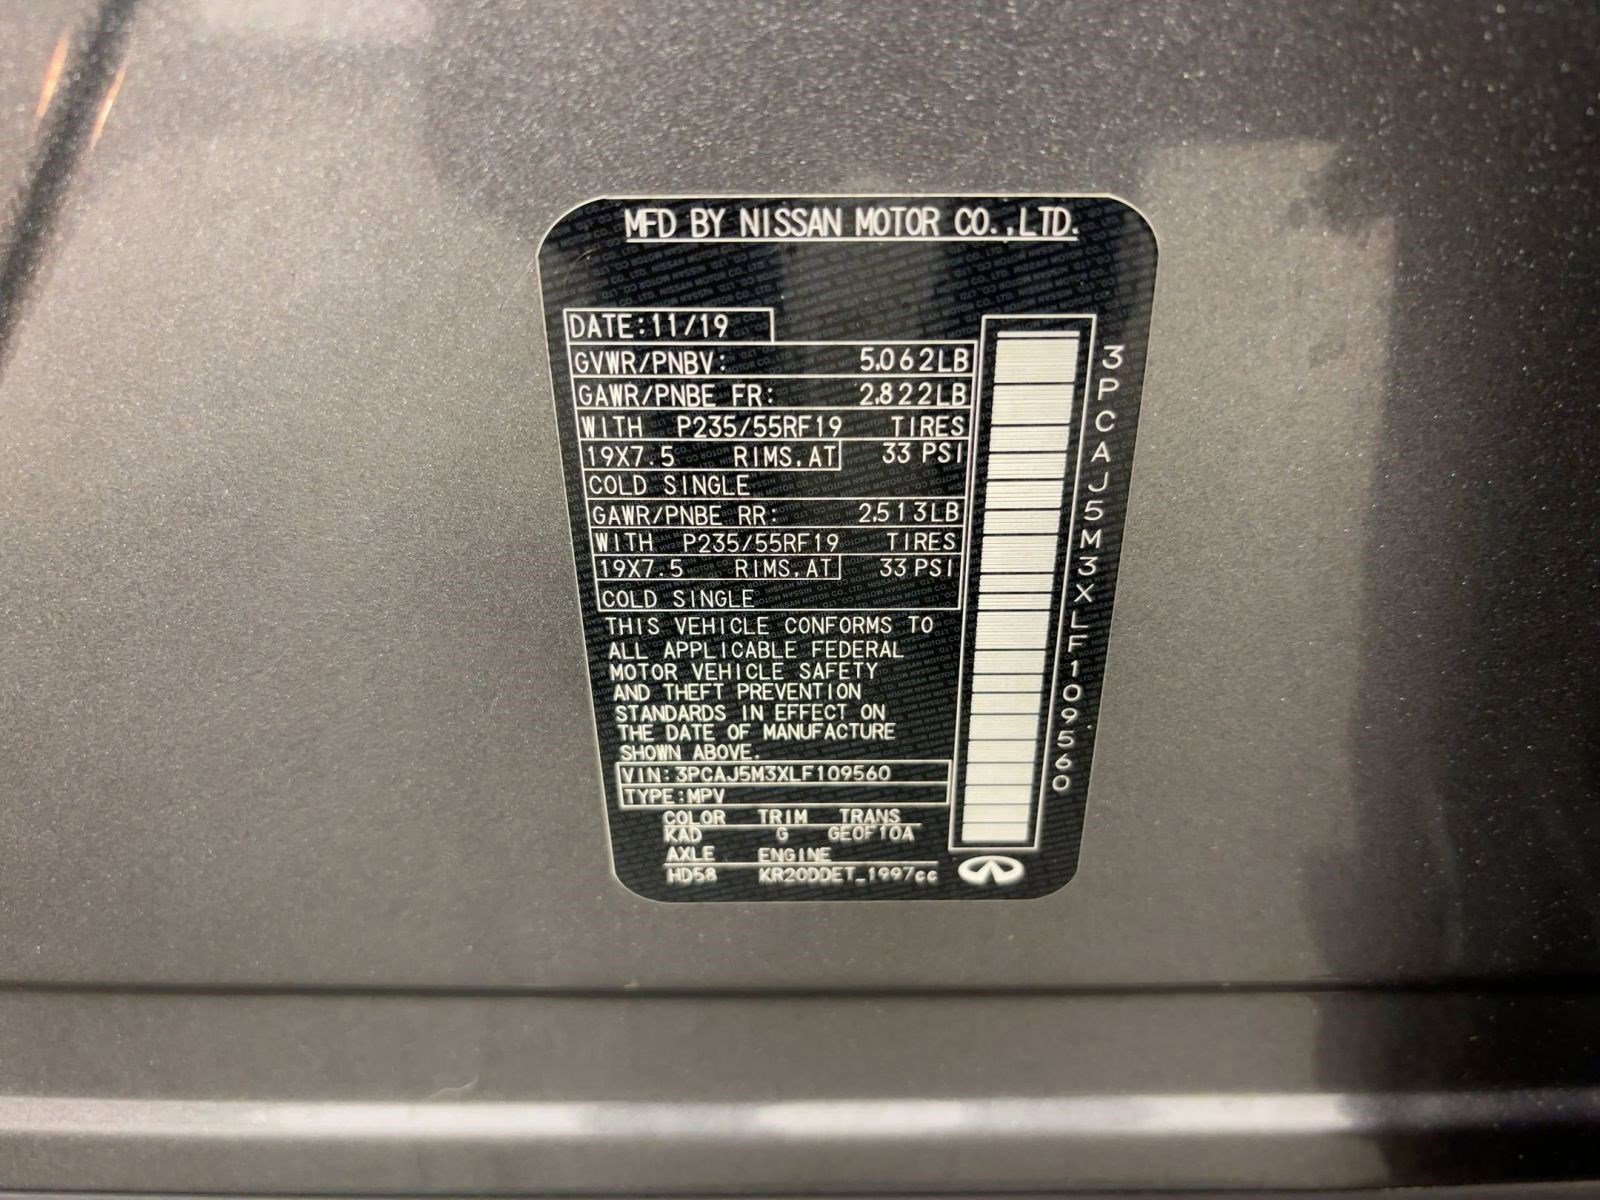 MFD BY NISSAN MOTOR CO.,LTD.
DATE:11/19
GVWR/PNBV: 5,062LB
GAWR/PNBE FR: 2,822LB
WITH P235/55RF19 TIRES
19X7.5 RIMS,AT 33 PSI
COLD SINGLE
GAWR/PNBE RR: 2,513LB
WITH P235/55RF19 TIRES
19X7.5 RIMS,AT 33 PSI
COLD SINGLE
THIS VEHICLE CONFORMS TO
ALL APPLICABLE FEDERAL
MOTOR VEHICLE SAFETY
AND THEFT PREVENTION
STANDARDS IN EFFECT ON
THE DATE OF MANUFACTURE
SHOWN ABOVE.
VIN:3PCAJ5M3XLF109560
TYPE:MPV
COLOR TRIM TRANS
KAD G GE0F10A
AXLE ENGINE
HD58 KR20DDET_1997cc
3PCAJ5M3XLF109560